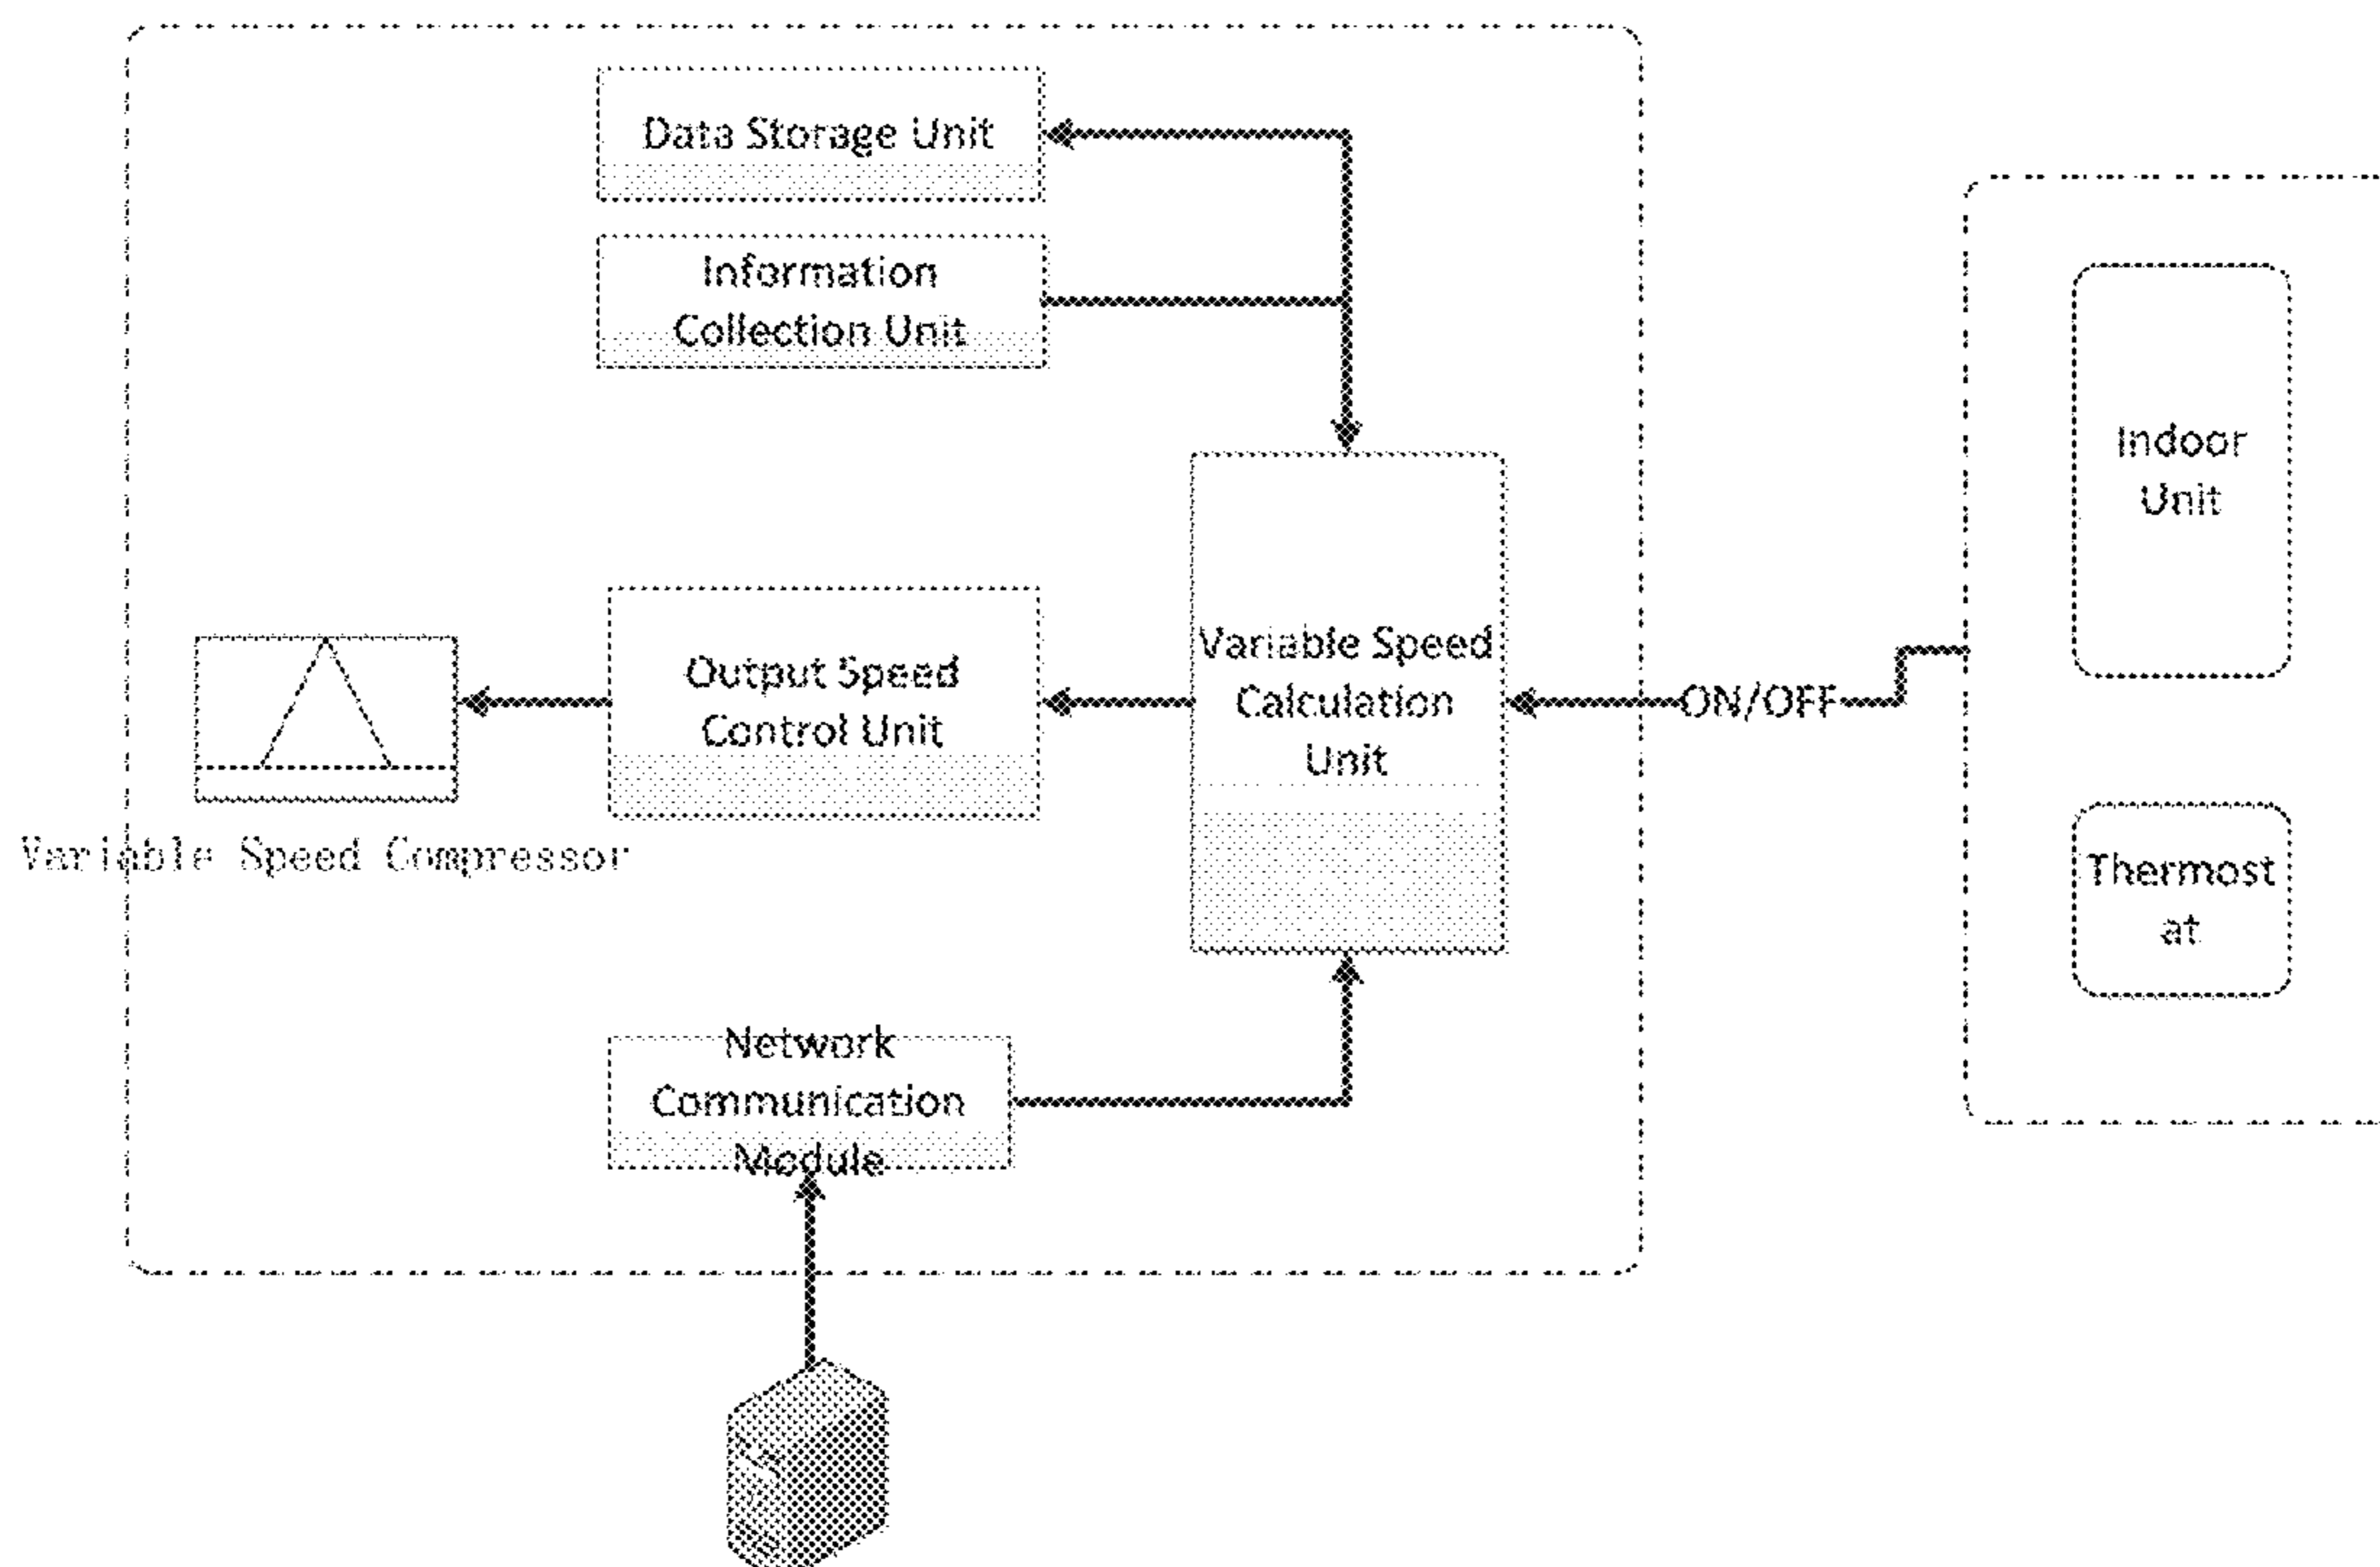 Data Storage Unit
Information
Collection Unit
Output Speed
Control Unit
Variable Speed
Calculation
Unit
ON/OFF
Indoor
Unit
Variable Speed Compressor
Thermost
at
Network
Communication
Module